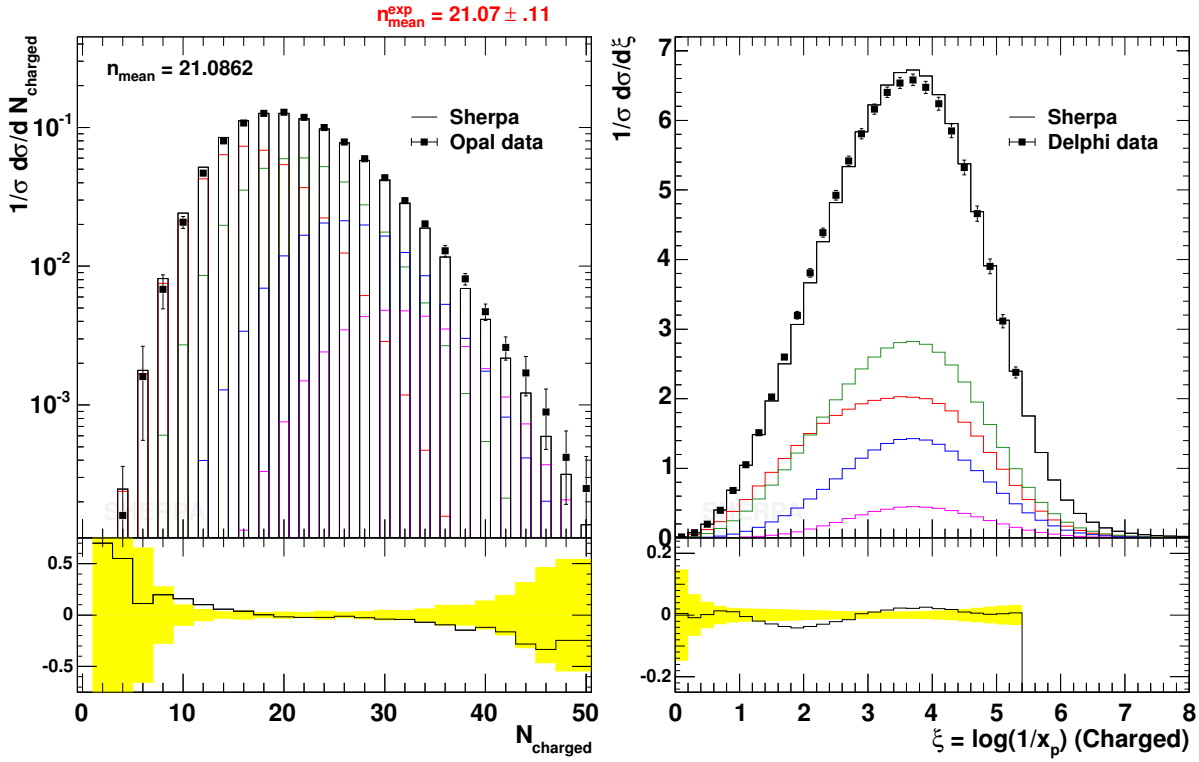 n_mean^exp = 21.07 ± .11
1/σ dσ/d N_charged
n_mean = 21.0862
Sherpa
Opal data
10^-1
10^-2
10^-3
SHERPA
0.5
0
-0.5
0 10 20 30 40 50
N_charged
1/σ dσ/dξ
Sherpa
Delphi data
7
6
5
4
3
2
1
0
SHERPA
0.2
0
-0.2
0 1 2 3 4 5 6 7 8
ξ = log(1/x_p) (Charged)